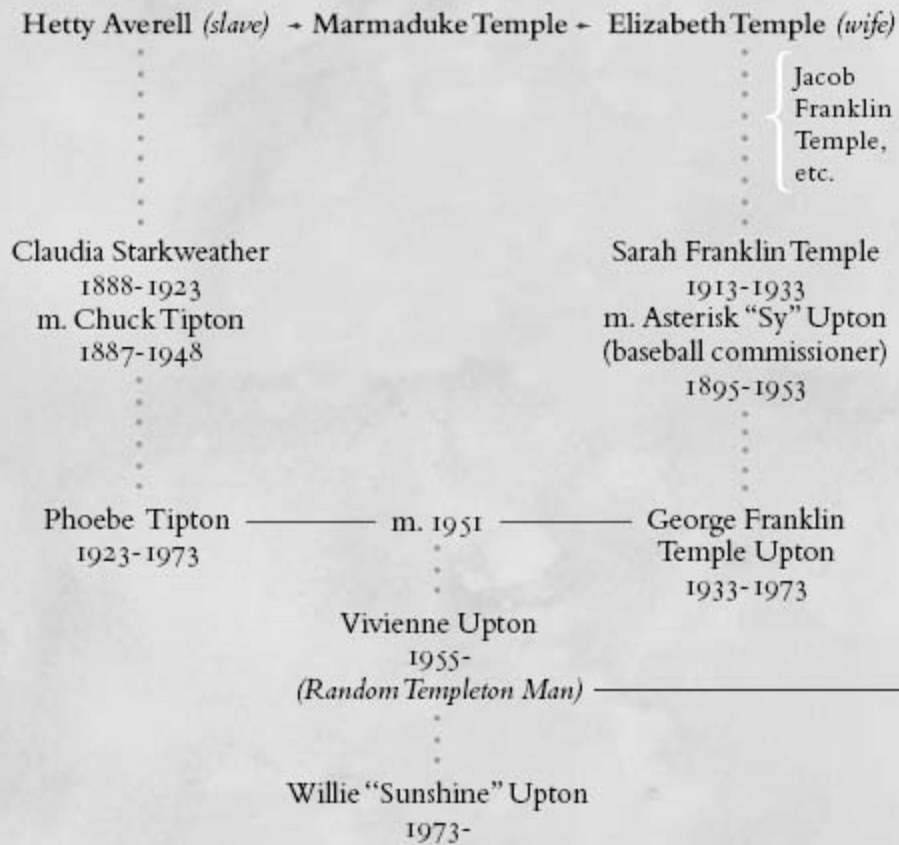 Hetty Averell (slave) - Marmaduke Temple - Elizabeth Temple (wife)
Jacob
Franklin
Temple,
etc.
Claudia Starkweather
1888-1923
m. Chuck Tipton
1887-1948
Sarah Franklin Temple
1913-1933
m. Asterisk “Sy” Upton
(baseball commissioner)
1895-1953
Phoebe Tipton
1923-1973
m. 1951
George Franklin
Temple Upton
1933-1973
Vivienne Upton
1955-
(Random Templeton Man)
Willie “Sunshine” Upton
1973-